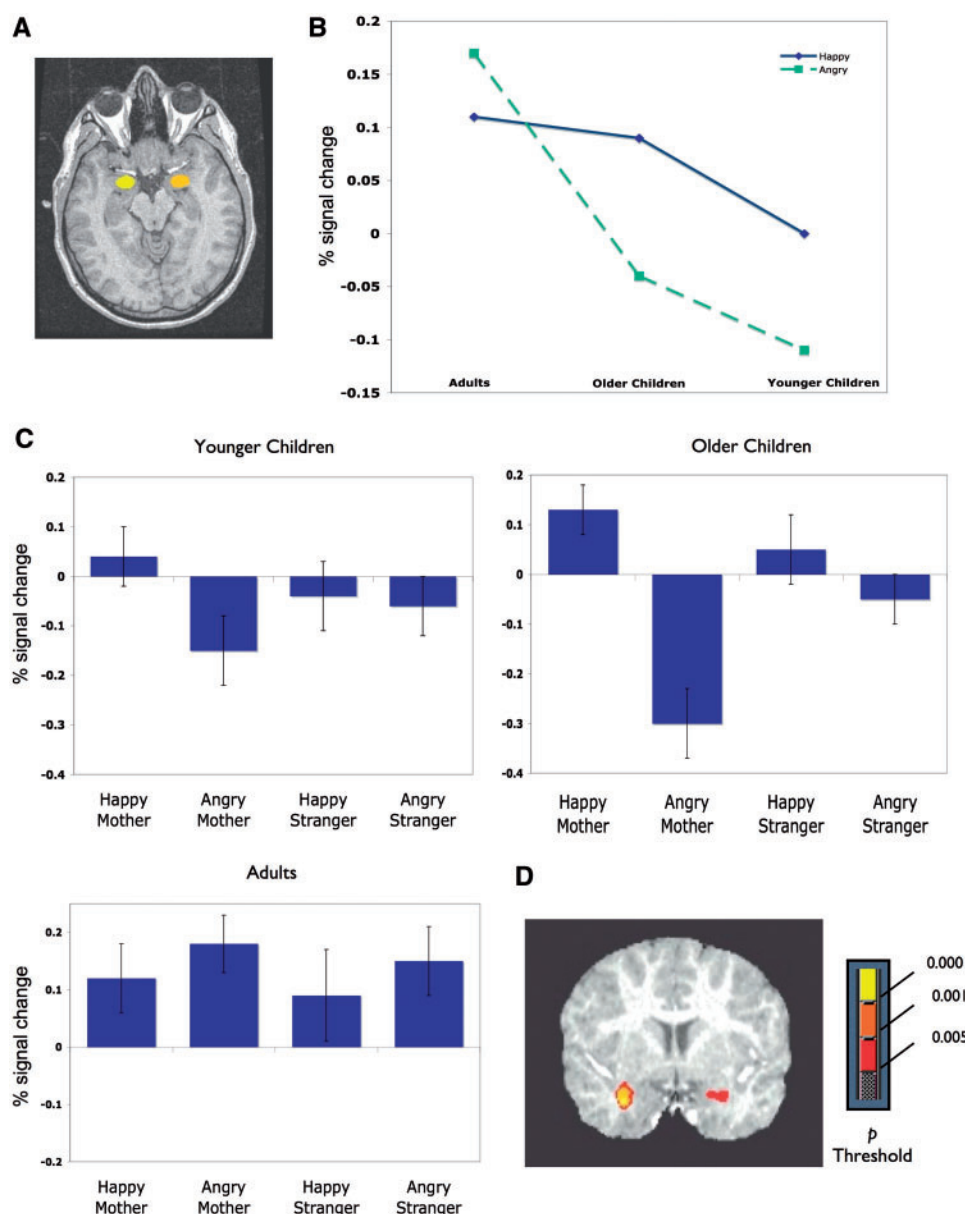 A
B
0.2
0.15
0.1
0.05
0
-0.05
-0.1
-0.15
% signal change
Happy
Angry
Adults
Older Children
Younger Children
C
Younger Children
0.2
0.1
0
-0.1
-0.2
-0.3
-0.4
% signal change
Happy
Mother
Angry
Mother
Happy
Stranger
Angry
Stranger
Older Children
0.2
0.1
0
-0.1
-0.2
-0.3
-0.4
Happy
Mother
Angry
Mother
Happy
Stranger
Angry
Stranger
Adults
0.2
0.1
0
0.1
0.2
% signal change
Happy
Mother
Angry
Mother
Happy
Stranger
Angry
Stranger
D
0.000
0.001
0.005
p
Threshold